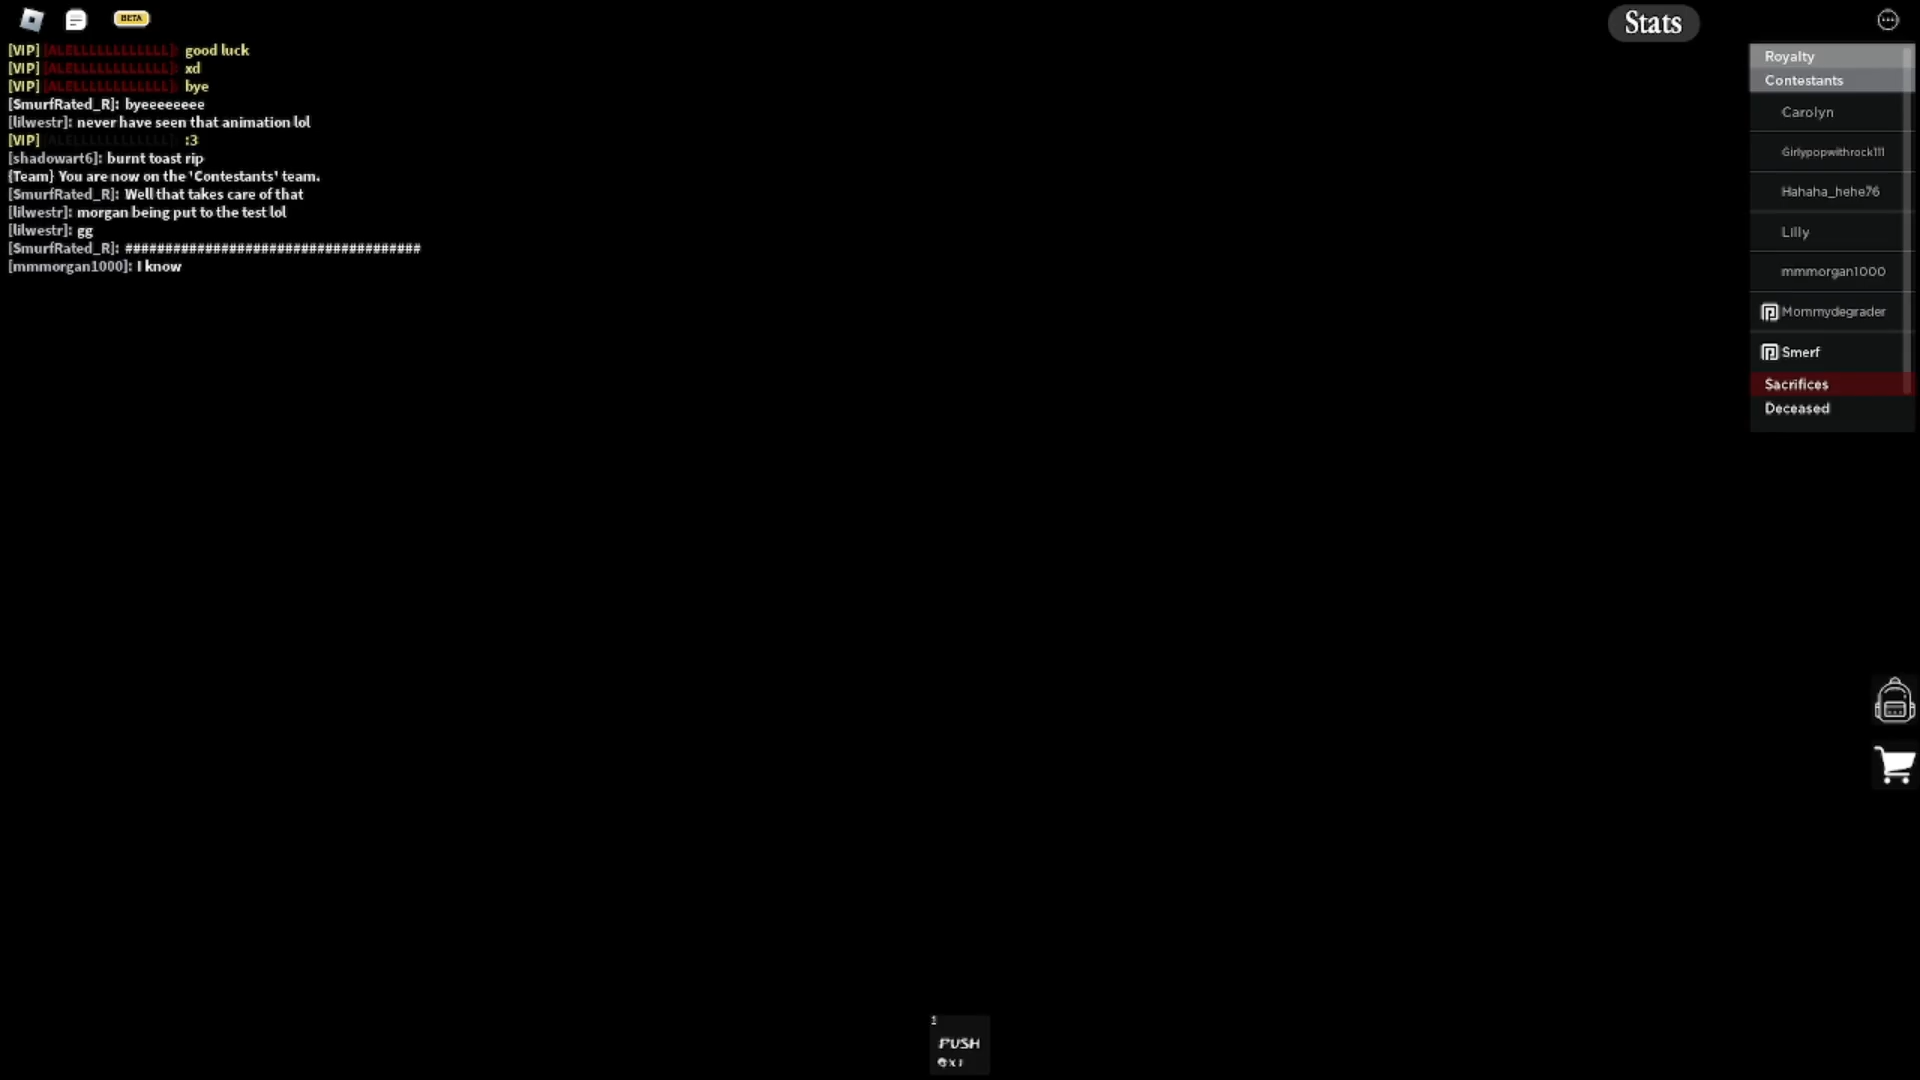 BETA
Stats
[VIP] [ALELLLLLLLLLLLLL]: good luck
[VIP] [ALELLLLLLLLLLLLL]: xd
[VIP] [ALELLLLLLLLLLLLL]: bye
[SmurfRated_R]: byeeeeeeee
[lilwestr]: never have seen that animation lol
[VIP] :3
[shadowart6]: burnt toast rip
{Team} You are now on the 'Contestants' team.
[SmurfRated_R]: Well that takes care of that
[lilwestr]: morgan being put to the test lol
[lilwestr]: gg
[SmurfRated_R]: #####################################
[mmmorgan1000]: I know
Royalty
Contestants
Carolyn
Girlypopwithrock111
Hahaha_hehe76
Lilly
mmmorgan1000
Mommydegrader
Smerf
Sacrifices
Deceased
1
PUSH